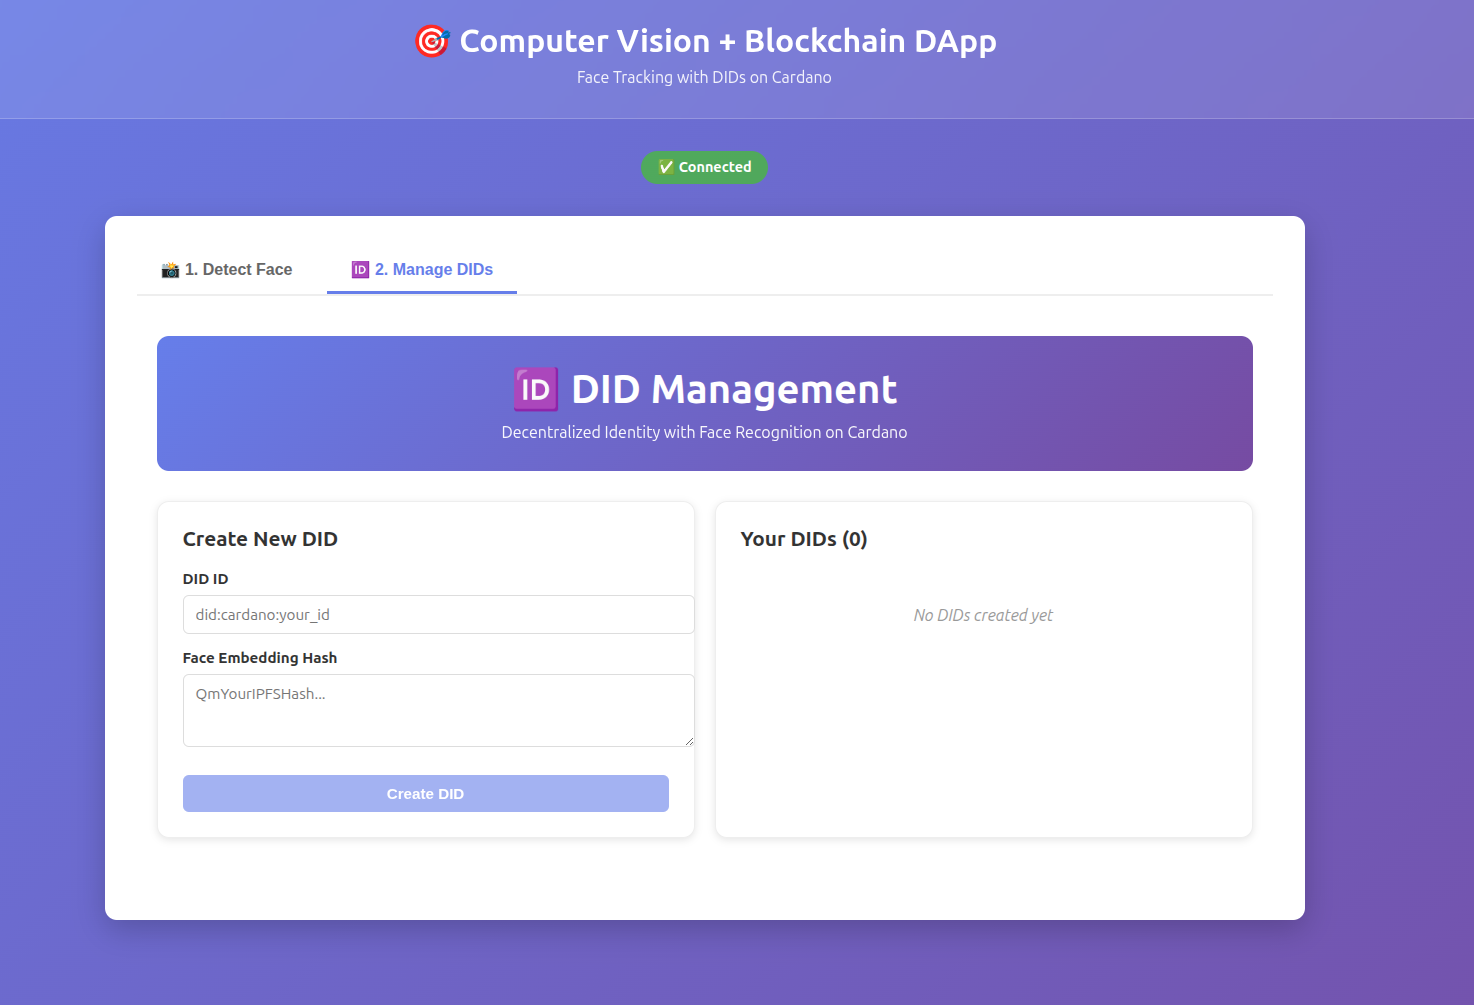 🎯 Computer Vision + Blockchain DApp
Face Tracking with DIDs on Cardano
✅ Connected
📸 1. Detect Face
🆔 2. Manage DIDs
🆔 DID Management
Decentralized Identity with Face Recognition on Cardano
Create New DID
DID ID
did:cardano:your_id
Face Embedding Hash
QmYourIPFSHash...
Create DID
Your DIDs (0)
No DIDs created yet